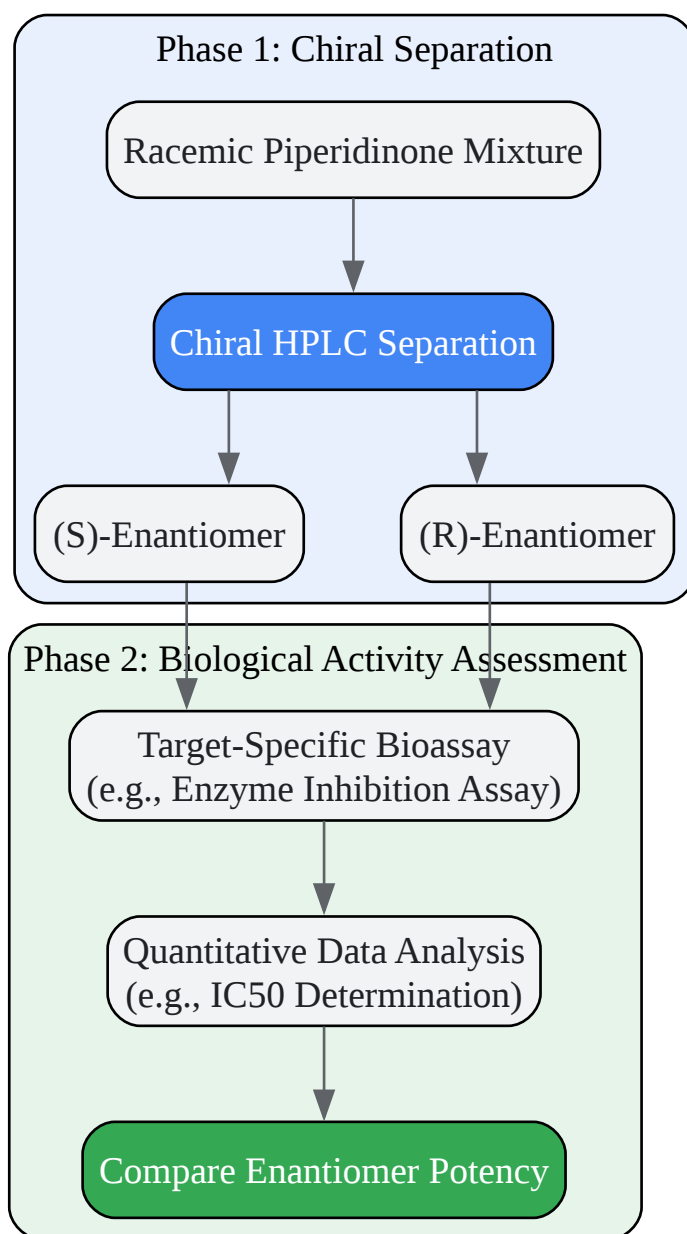 Phase 1: Chiral Separation
Racemic Piperidinone Mixture
Chiral HPLC Separation
(S)-Enantiomer
(R)-Enantiomer
Phase 2: Biological Activity Assessment
Target-Specific Bioassay
(e.g., Enzyme Inhibition Assay)
Quantitative Data Analysis
(e.g., IC50 Determination)
Compare Enantiomer Potency